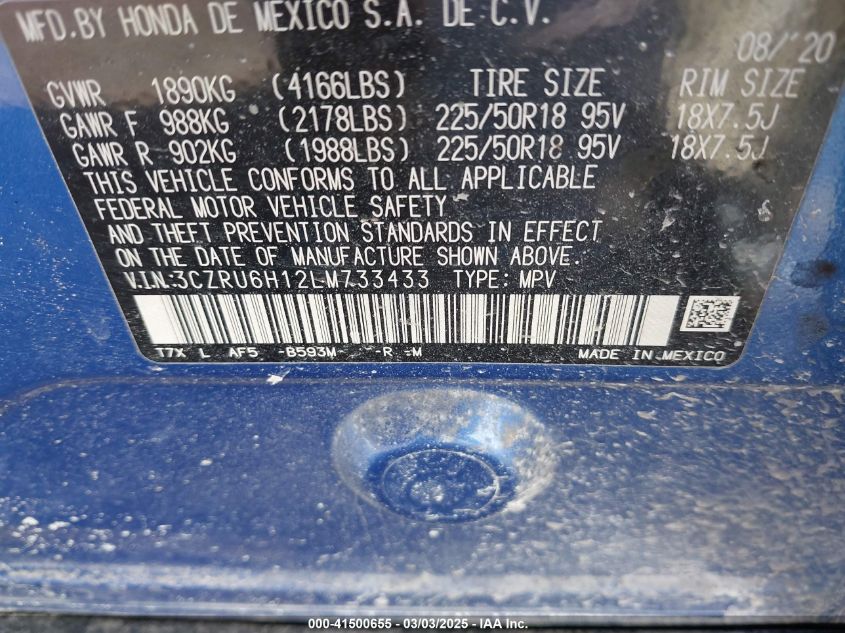 MFD.BY HONDA DE MEXICO S.A. DE C.V.
08/'20
GVWR 1890KG (4166LBS) TIRE SIZE RIM SIZE
GAWR F 988KG (2178LBS) 225/50R18 95V 18X7.5J
GAWR R 902KG (1988LBS) 225/50R18 95V 18X7.5J
THIS VEHICLE CONFORMS TO ALL APPLICABLE
FEDERAL MOTOR VEHICLE SAFETY
AND THEFT PREVENTION STANDARDS IN EFFECT
ON THE DATE OF MANUFACTURE SHOWN ABOVE.
V.I.N:3CZRU6H12LM733433 TYPE: MPV
T7X L AF5 -B593M- -R -M MADE IN MEXICO
000-41500655 - 03/03/2025 - IAA Inc.